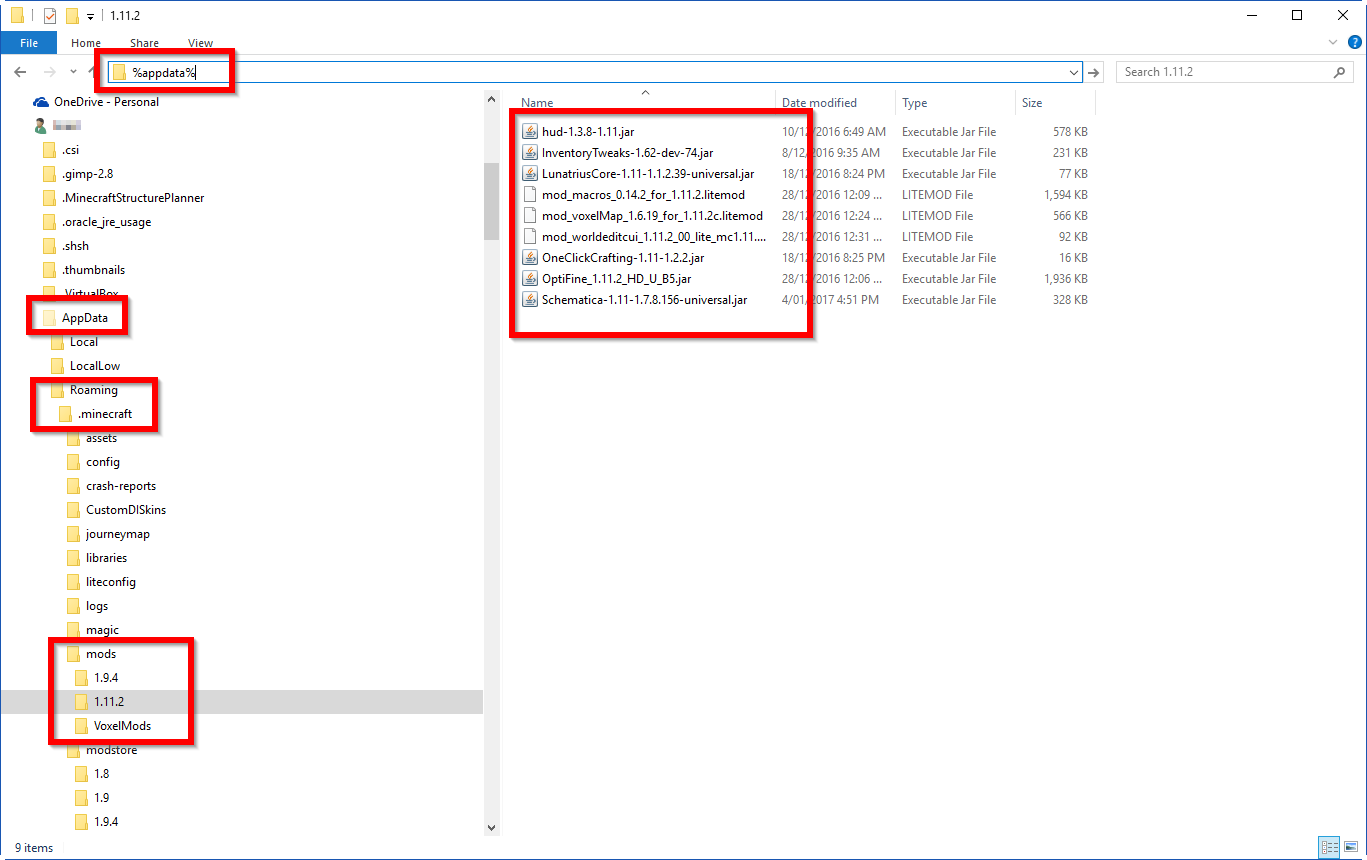 1.11.2
File Home Share View
%appdata% Search 1.11.2
OneDrive - Personal
.csi
.gimp-2.8
.MinecraftStructurePlanner
.oracle_jre_usage
.shsh
.thumbnails
.VirtualBox
AppData
Local
LocalLow
Roaming
.minecraft
assets
config
crash-reports
CustomDISkins
journeymap
libraries
liteconfig
logs
magic
mods
1.9.4
1.11.2
VoxelMods
modstore
1.8
1.9
1.9.4
Name Date modified Type Size
hud-1.3.8-1.11.jar 10/12/2016 6:49 AM Executable Jar File 578 KB
InventoryTweaks-1.62-dev-74.jar 8/12/2016 9:35 AM Executable Jar File 231 KB
LunatriusCore-1.11-1.1.2.39-universal.jar 18/12/2016 8:24 PM Executable Jar File 77 KB
mod_macros_0.14.2_for_1.11.2.litemod 28/12/2016 12:09 ... LITEMOD File 1,594 KB
mod_voxelMap_1.6.19_for_1.11.2c.litemod 28/12/2016 12:24 ... LITEMOD File 566 KB
mod_worldeditcui_1.11.2_00_lite_mc1.11.... 28/12/2016 12:31 ... LITEMOD File 92 KB
OneClickCrafting-1.11-1.2.2.jar 18/12/2016 8:25 PM Executable Jar File 16 KB
OptiFine_1.11.2_HD_U_B5.jar 28/12/2016 12:06 ... Executable Jar File 1,936 KB
Schematica-1.11-1.7.8.156-universal.jar 4/01/2017 4:51 PM Executable Jar File 328 KB
9 items